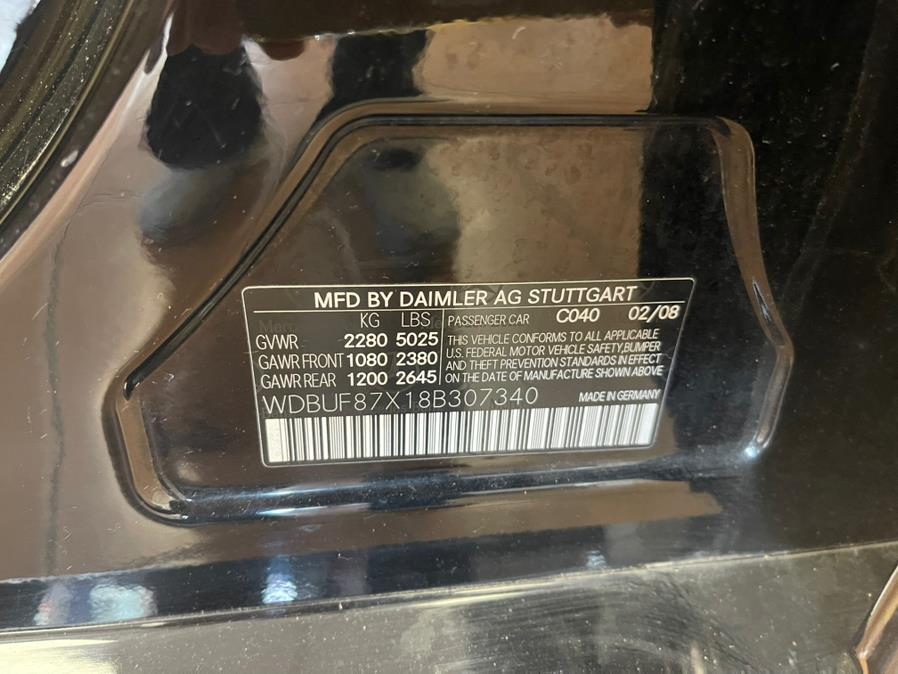 MFD BY DAIMLER AG STUTTGART
KG LBS
GVWR 2280 5025
GAWR FRONT 1080 2380
GAWR REAR 1200 2645
PASSENGER CAR C040 02/08
THIS VEHICLE CONFORMS TO ALL APPLICABLE
U.S. FEDERAL MOTOR VEHICLE SAFETY,BUMPER
AND THEFT PREVENTION STANDARDS IN EFFECT
ON THE DATE OF MANUFACTURE SHOWN ABOVE
WDBUF87X18B307340 MADE IN GERMANY